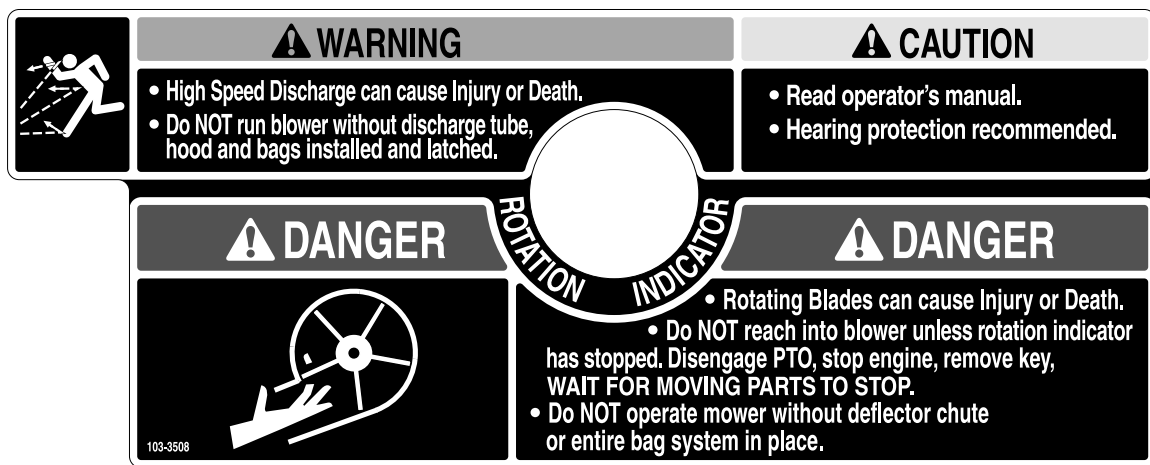 WARNING
• High Speed Discharge can cause Injury or Death.
• Do NOT run blower without discharge tube,
hood and bags installed and latched.
CAUTION
• Read operator's manual.
• Hearing protection recommended.
ROTATION INDICATOR
DANGER
103-3508
DANGER
• Rotating Blades can cause Injury or Death.
• Do NOT reach into blower unless rotation indicator
has stopped. Disengage PTO, stop engine, remove key,
WAIT FOR MOVING PARTS TO STOP.
• Do NOT operate mower without deflector chute
or entire bag system in place.